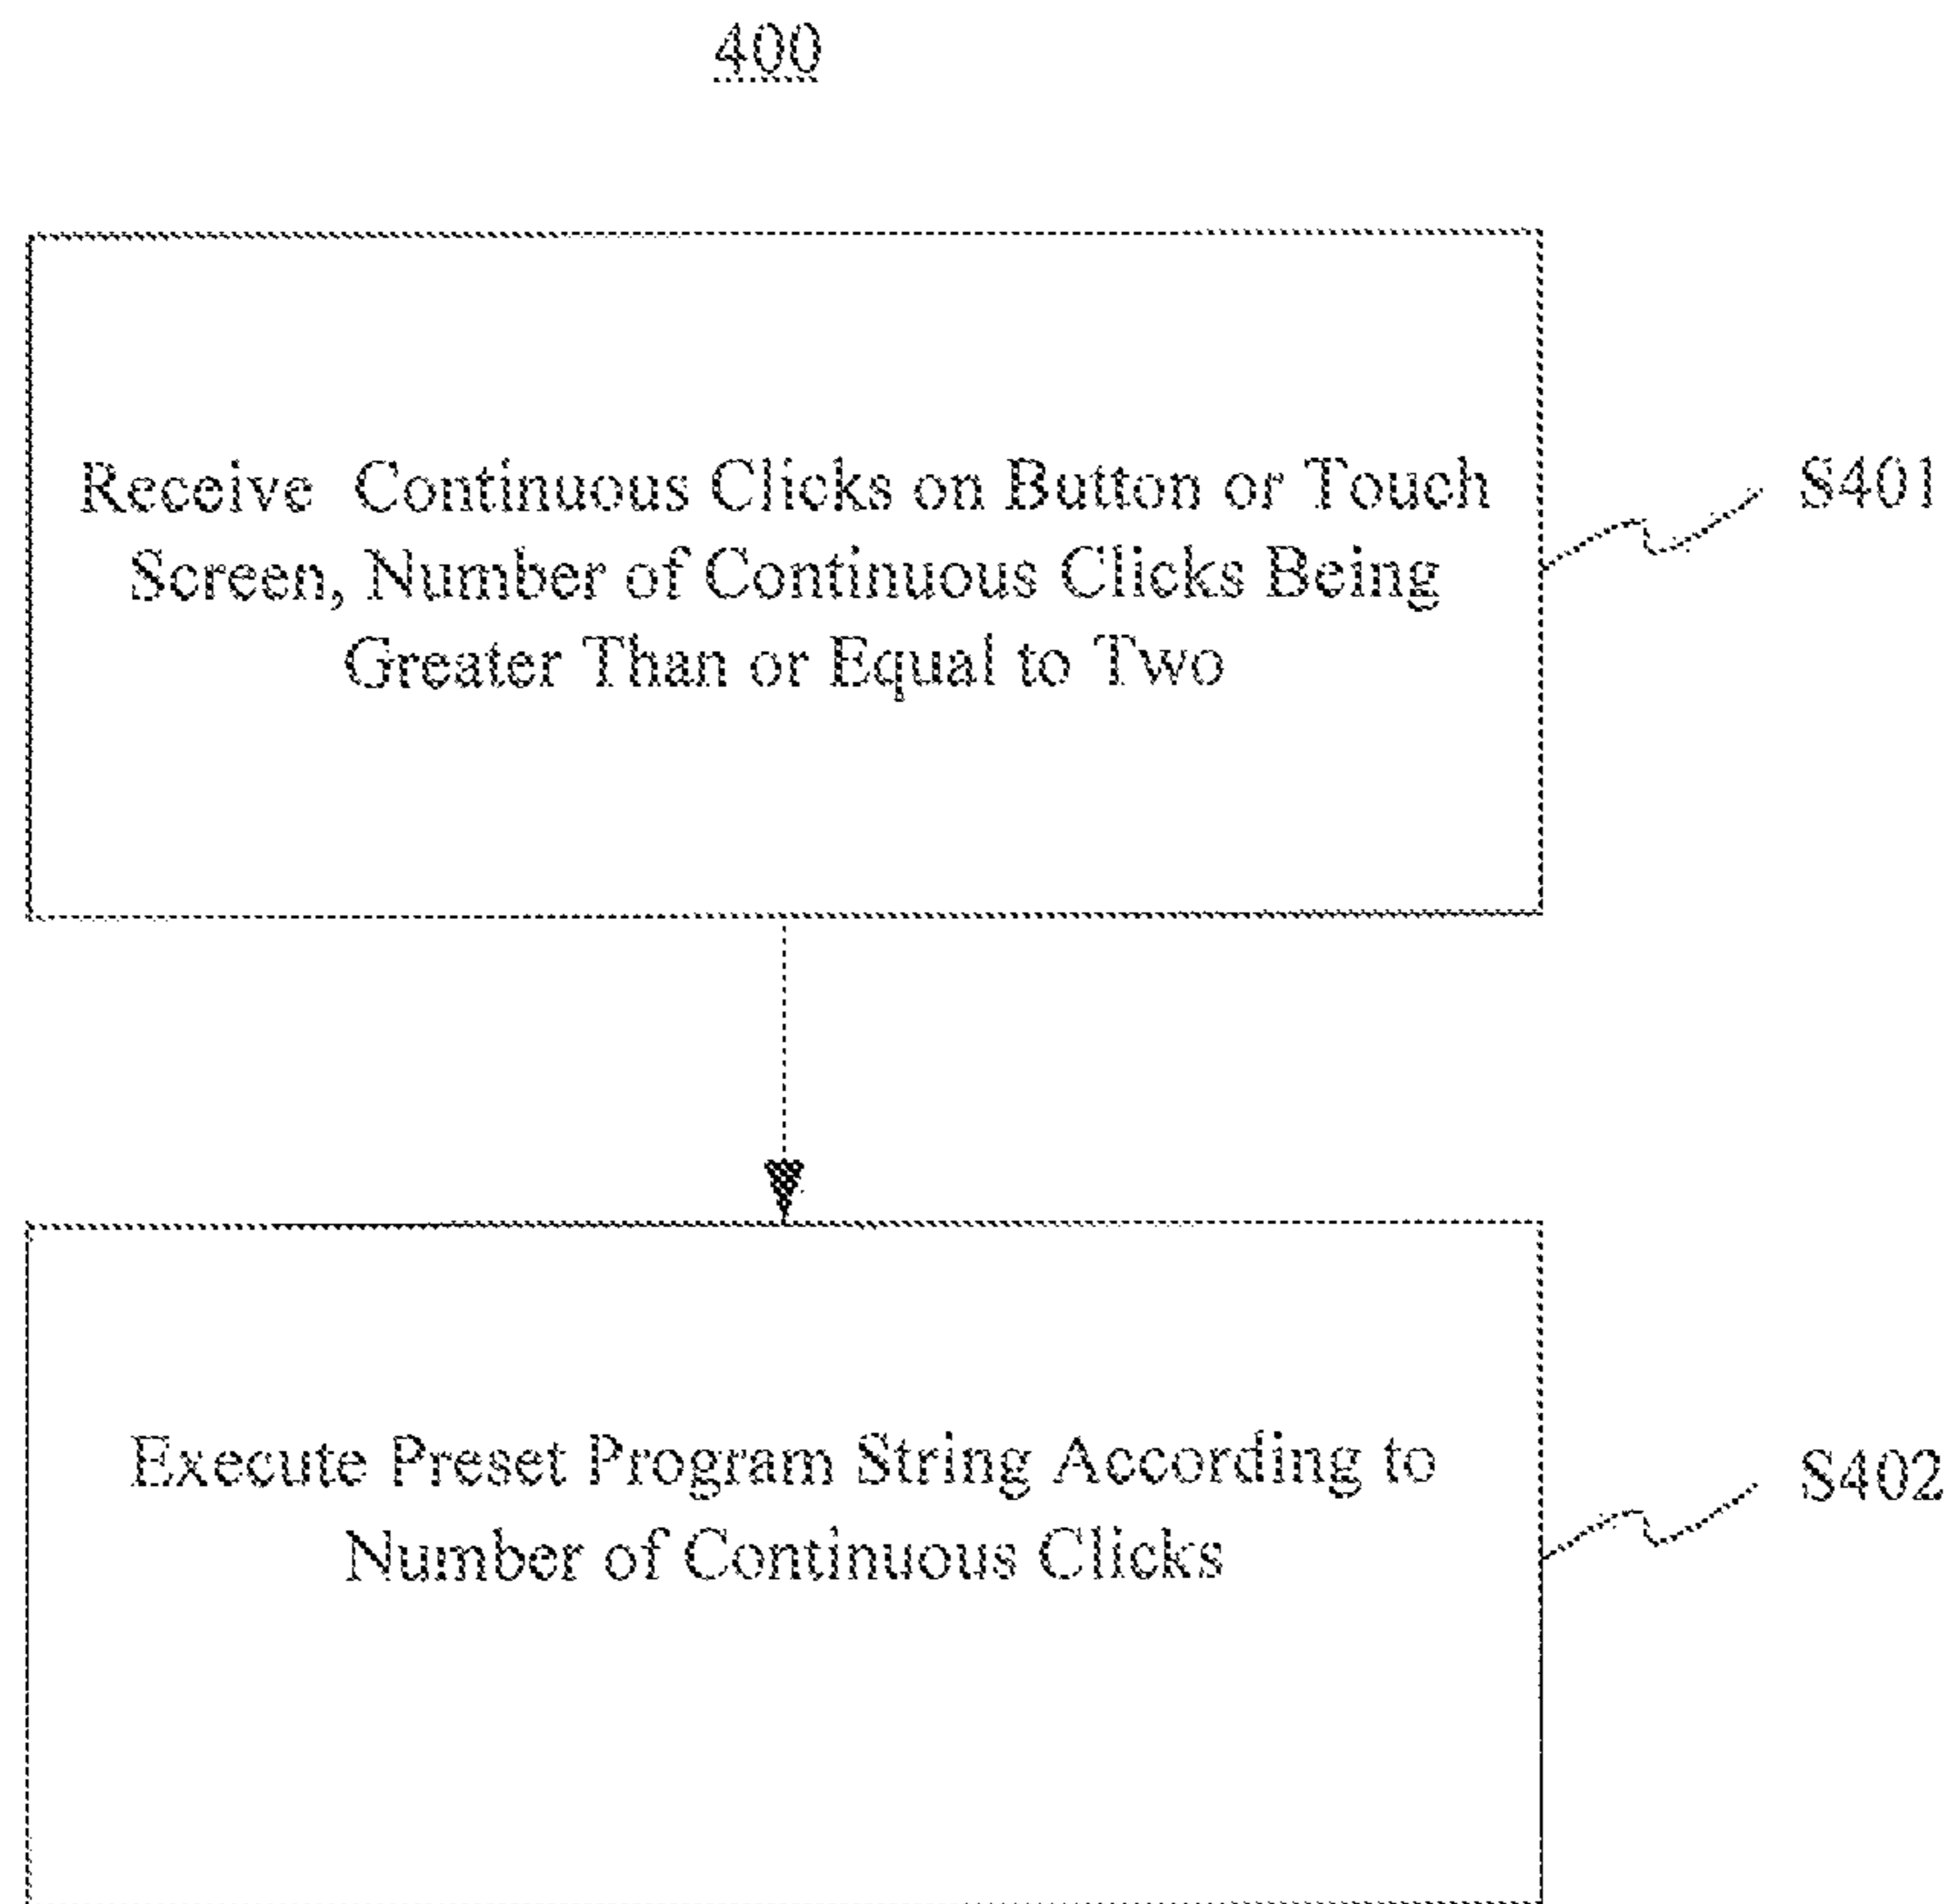 400
Receive Continuous Clicks on Button or Touch
Screen, Number of Continuous Clicks Being
Greater Than or Equal to Two
S401
Execute Preset Program String According to
Number of Continuous Clicks
S402